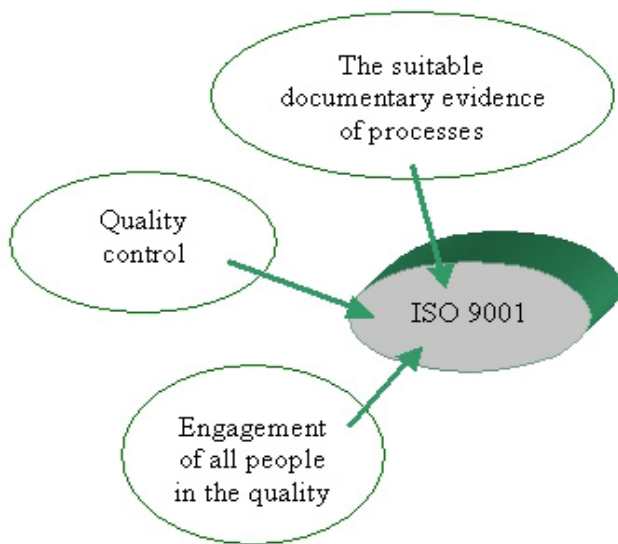 The suitable
documentary evidence
of processes
Quality
control
ISO 9001
Engagement
of all people
in the quality